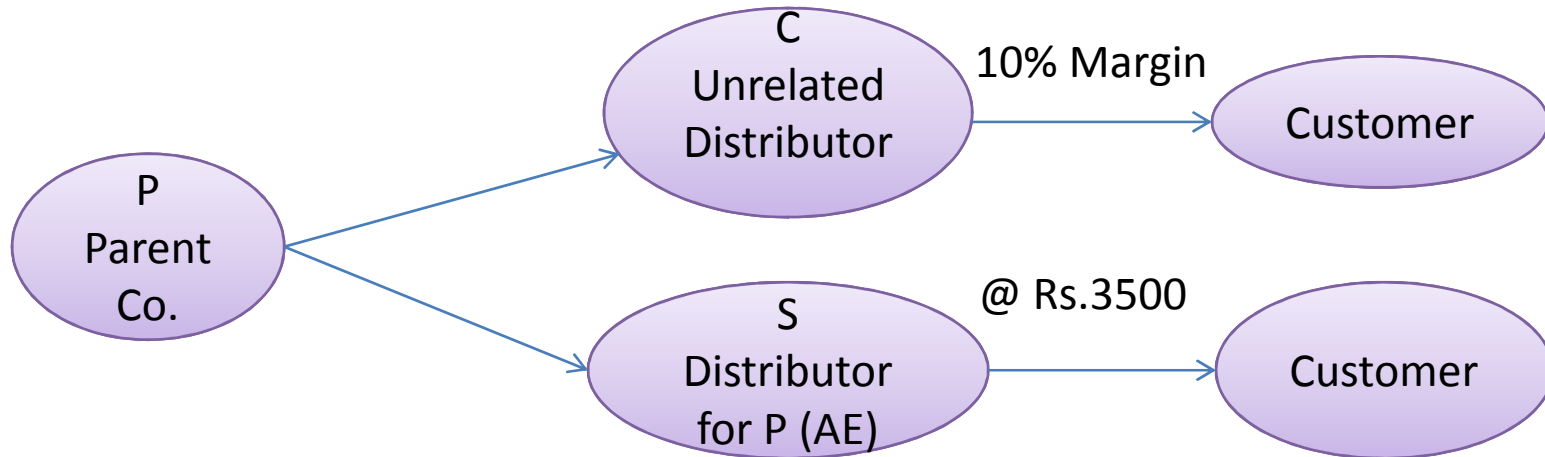 C
Unrelated
Distributor
10% Margin
Customer
P
Parent
Co.
S
Distributor
for P (AE)
@ Rs.3500
Customer